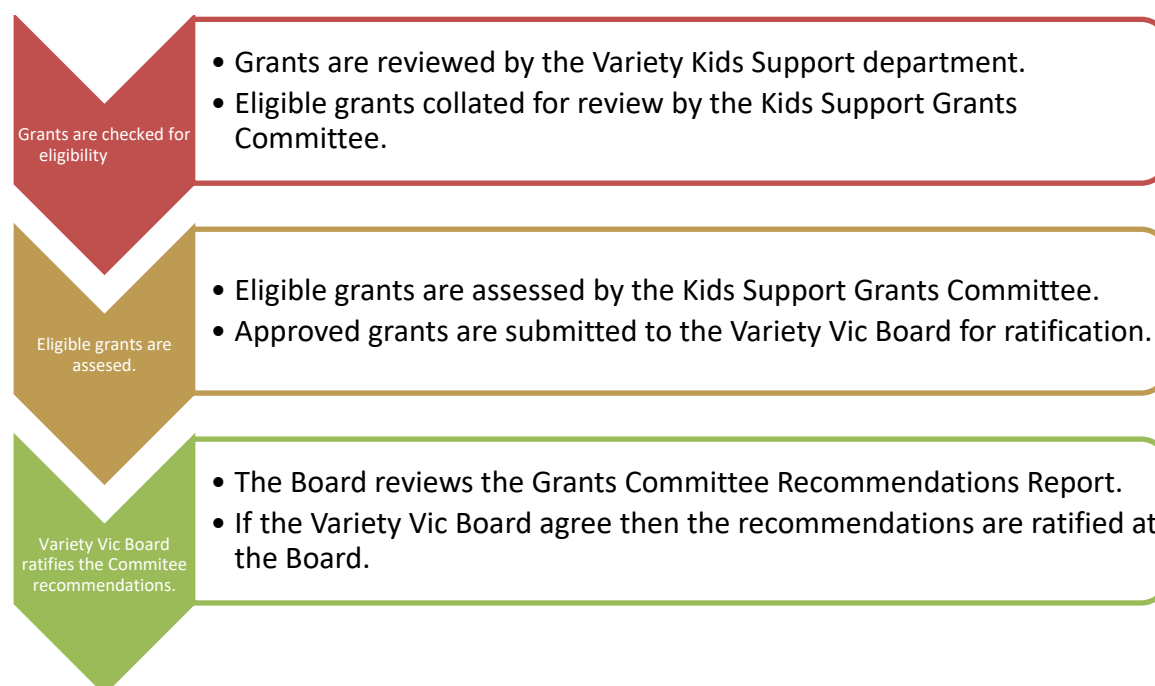 Grants are checked for
eligibility
• Grants are reviewed by the Variety Kids Support department.
• Eligible grants collated for review by the Kids Support Grants
Committee.
Eligible grants are
assesed.
• Eligible grants are assessed by the Kids Support Grants Committee.
• Approved grants are submitted to the Variety Vic Board for ratification.
Variety Vic Board
ratifies the Commitee
recommendations.
• The Board reviews the Grants Committee Recommendations Report.
• If the Variety Vic Board agree then the recommendations are ratified at
the Board.